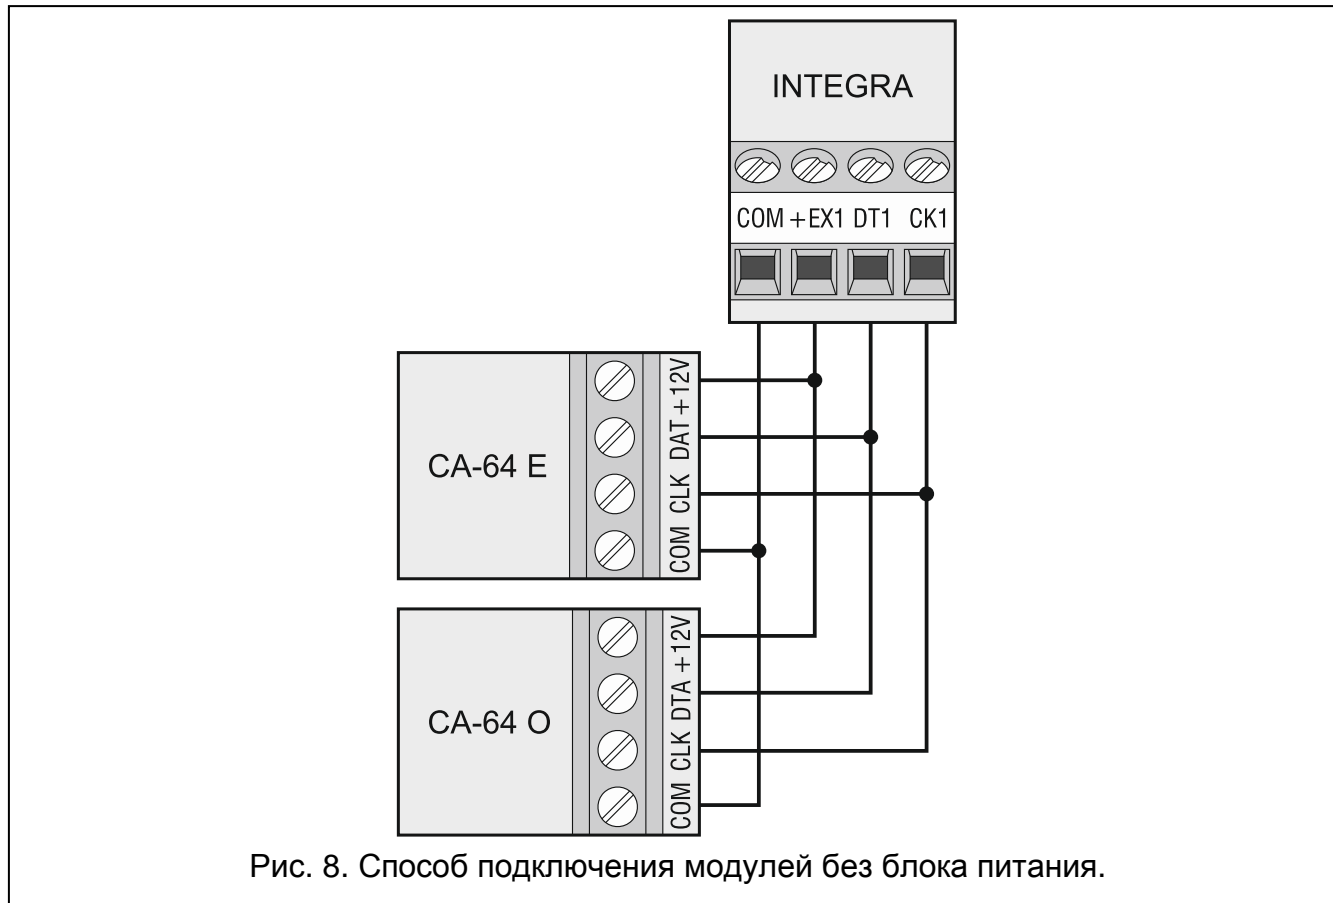 INTEGRA
COM +EX1 DT1 CK1
CA-64 E
COM CLK DAT +12V
CA-64 O
COM CLK DTA +12V
Рис. 8. Способ подключения модулей без блока питания.